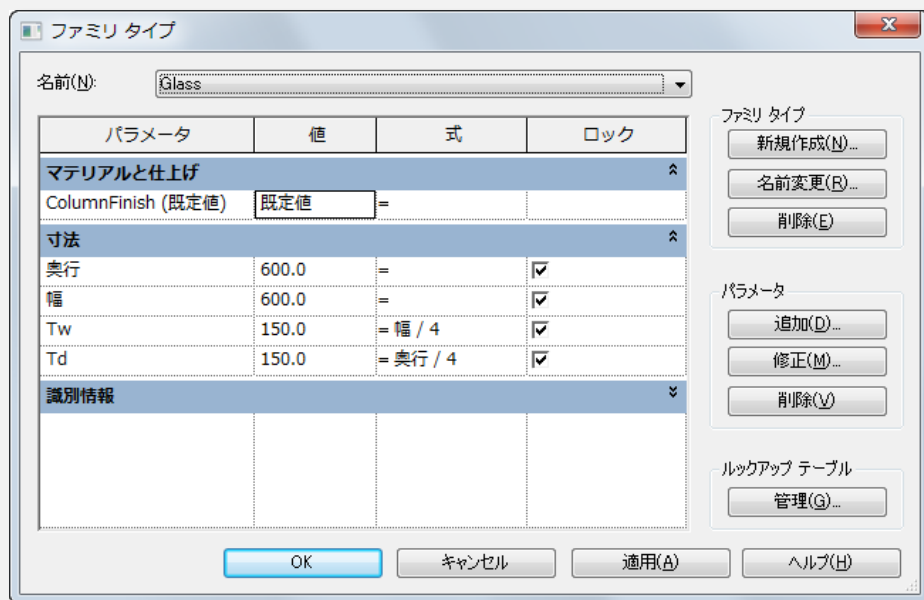 ファミリ タイプ
名前(N):
Glass
パラメータ 値 式 ロック
マテリアルと仕上げ
ColumnFinish (既定値) 既定値 =
寸法
奥行 600.0 =
幅 600.0 =
Tw 150.0 = 幅 / 4
Td 150.0 = 奥行 / 4
識別情報
ファミリ タイプ
新規作成(N)...
名前変更(R)...
削除(E)
パラメータ
追加(D)...
修正(M)...
削除(V)
ルックアップ テーブル
管理(G)...
OK キャンセル 適用(A) ヘルプ(H)